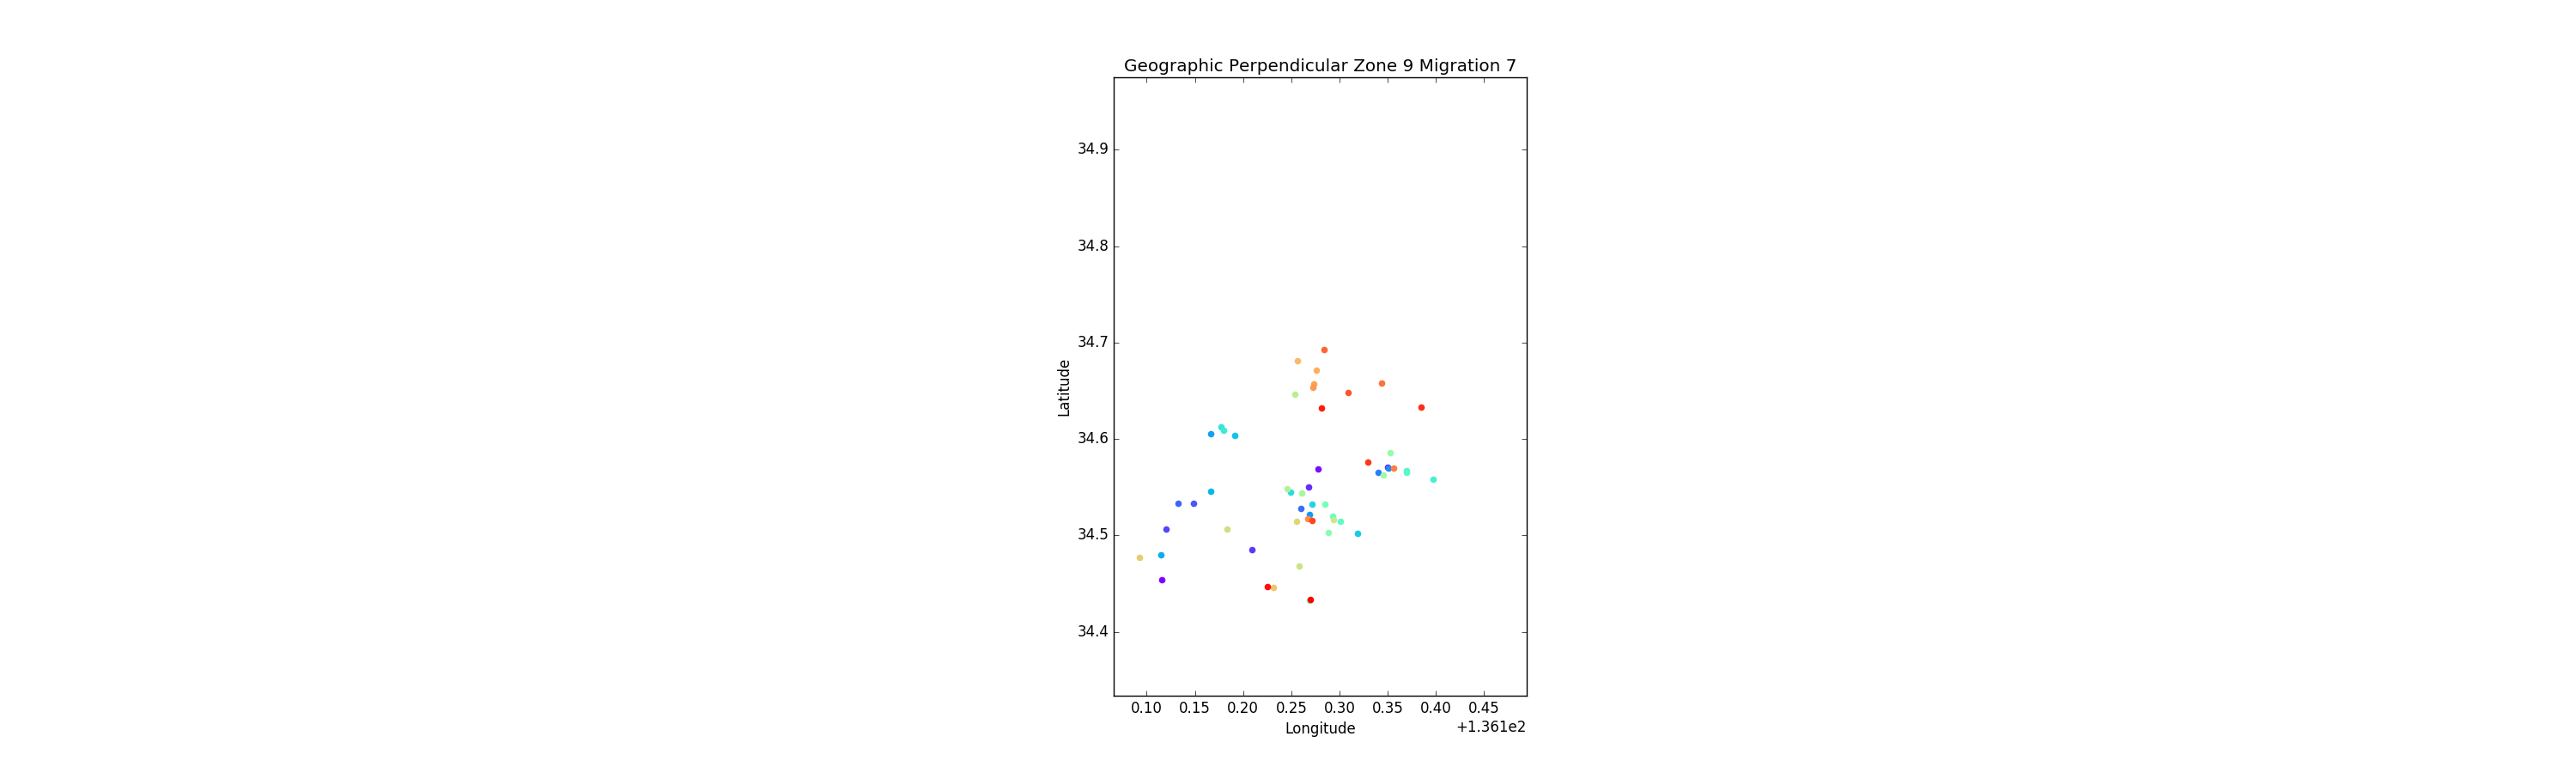 Geographic Perpendicular Zone 9 Migration 7
34.9
34.8
34.7
34.6
34.5
34.4
Latitude
0.10 0.15 0.20 0.25 0.30 0.35 0.40 0.45
+1.361e2
Longitude